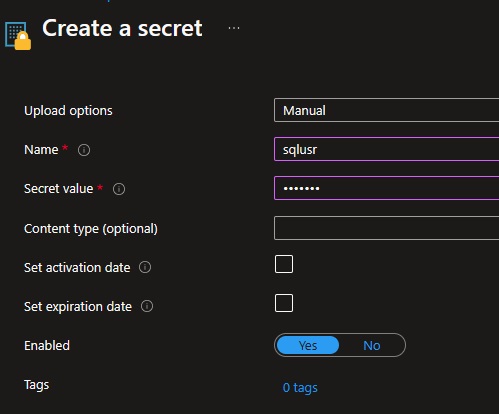 Create a secret ...
Upload options Manual
Name * sqlusr
Secret value * •••••••
Content type (optional)
Set activation date
Set expiration date
Enabled Yes No
Tags 0 tags